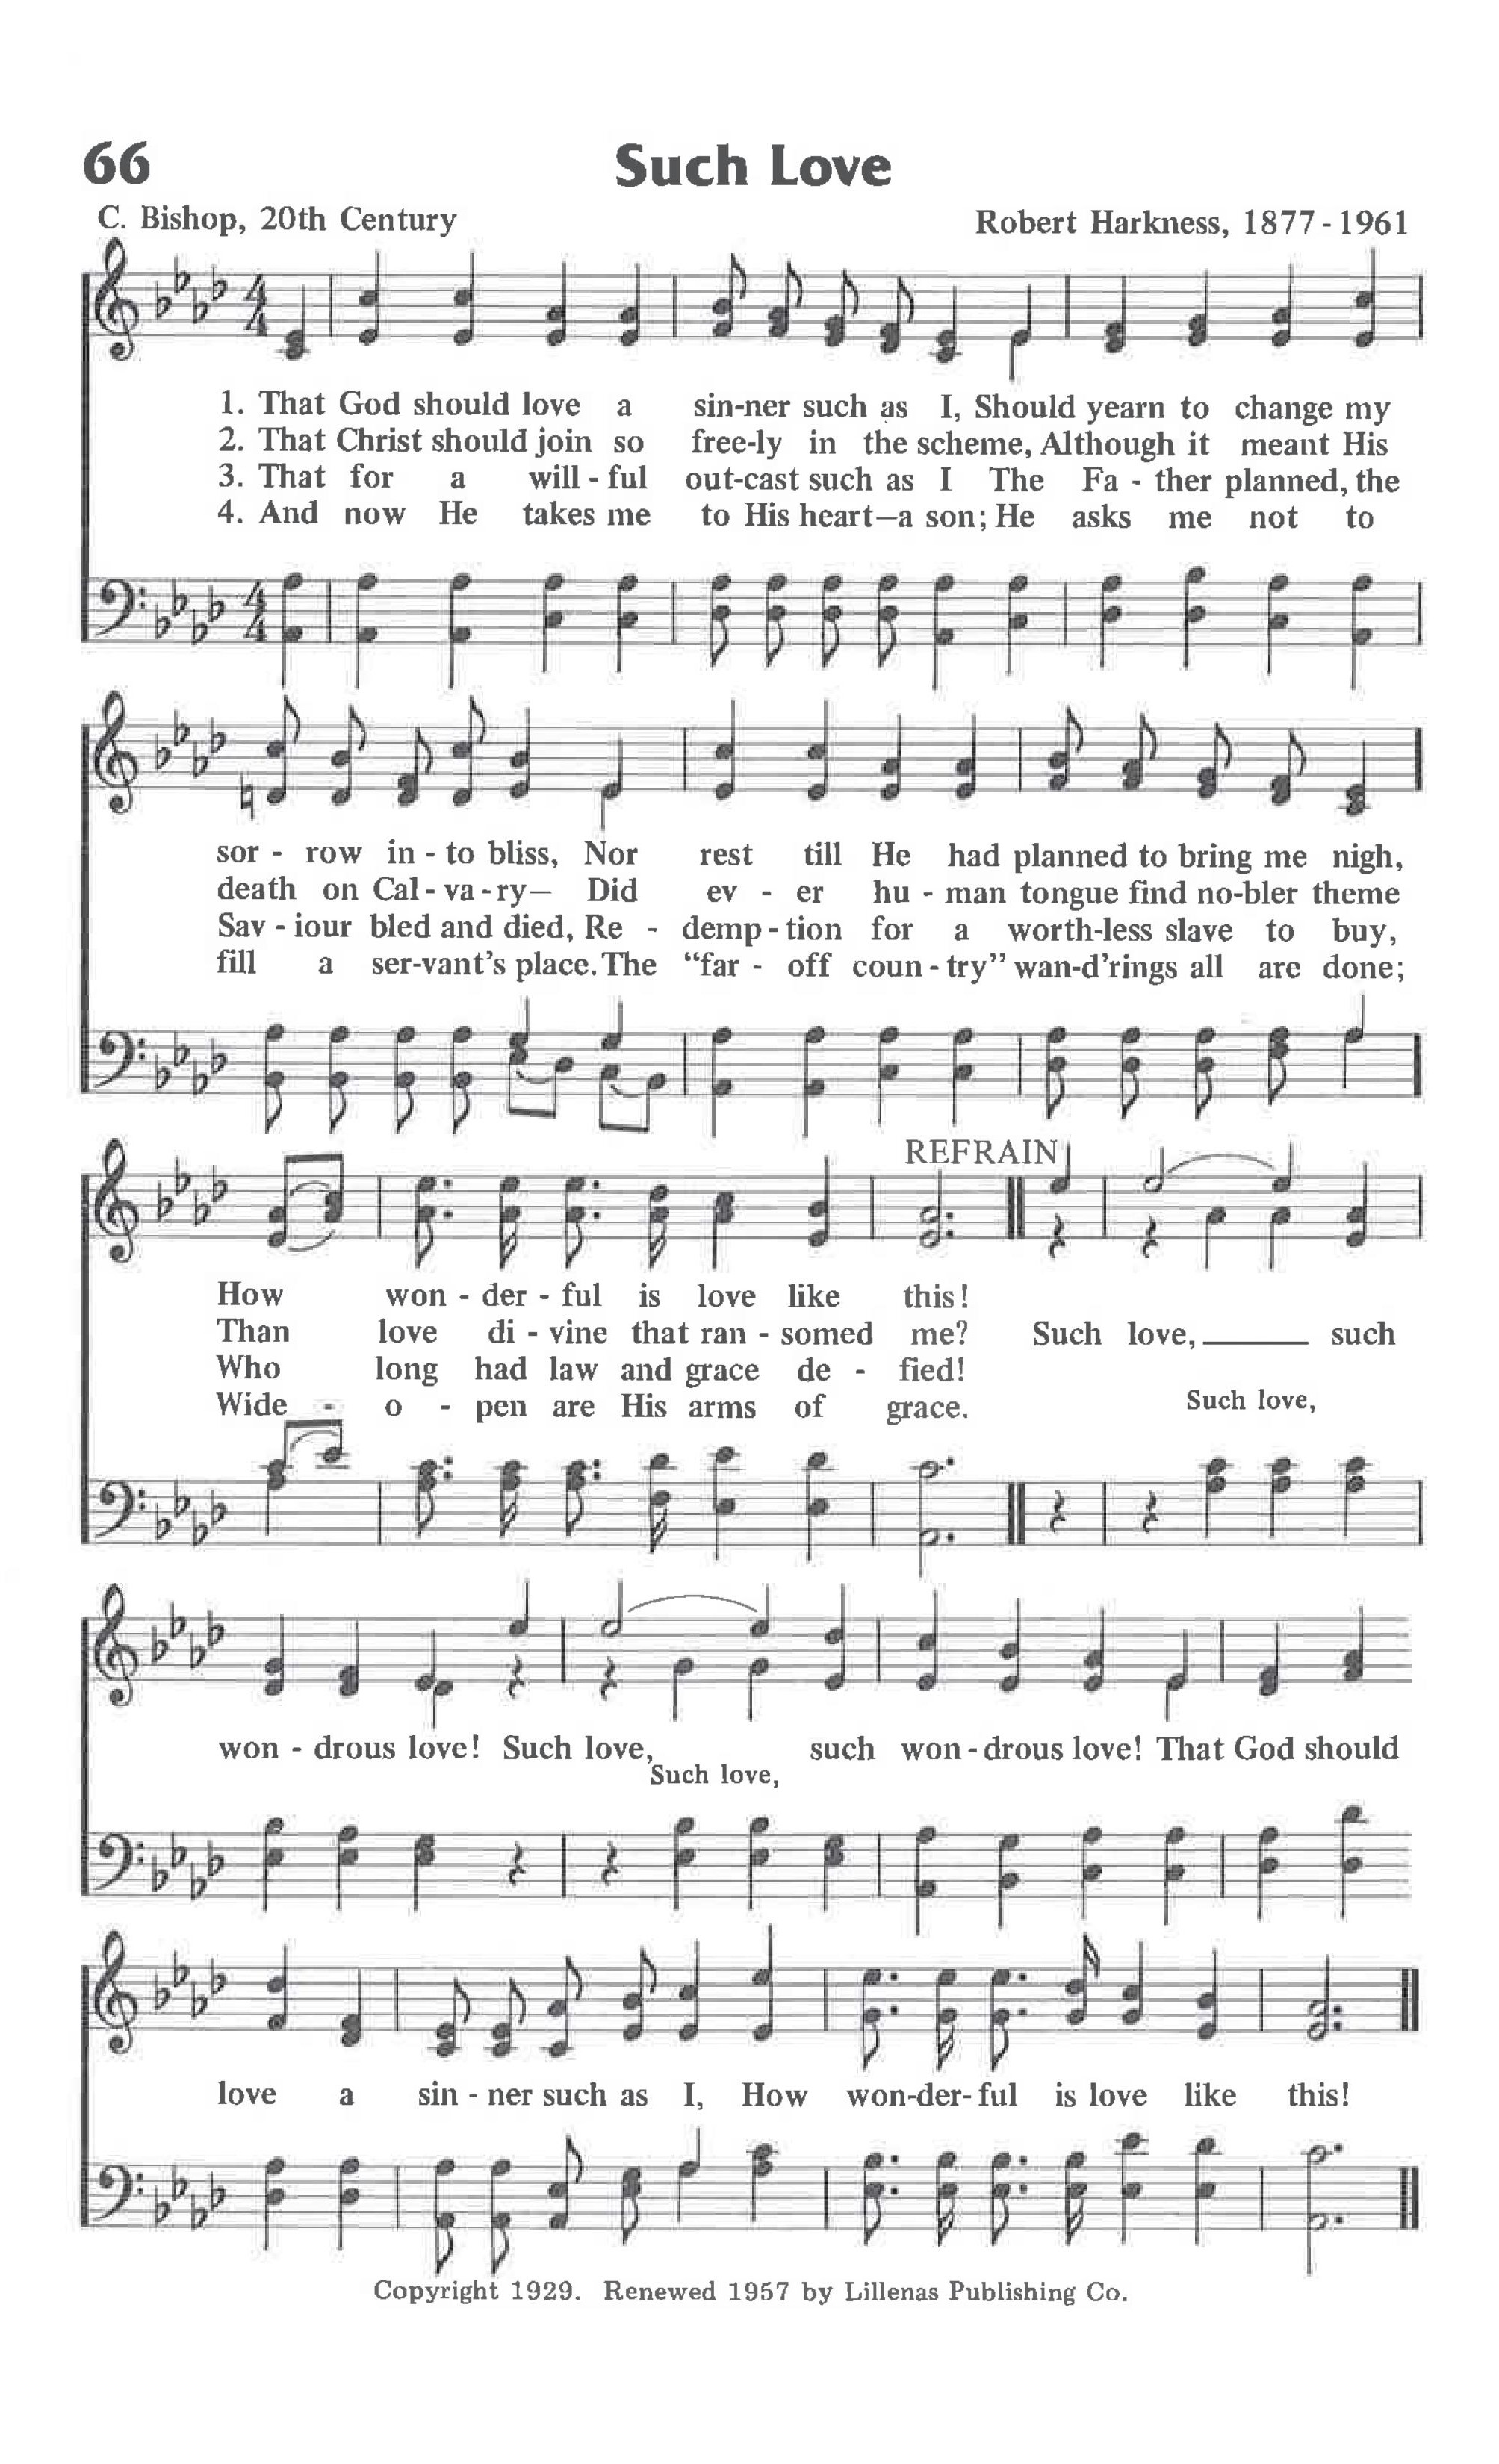 66
Such Love
C. Bishop, 20th Century
Robert Harkness, 1877-1961
1. That God should love a sin-ner such as I, Should yearn to change my
2. That Christ should join so free-ly in the scheme, Although it meant His
3. That for a will-ful out-cast such as I The Fa-ther planned, the
4. And now He takes me to His heart—a son; He asks me not to
sor-row in-to bliss, Nor rest till He had planned to bring me nigh,
death on Cal-va-ry— Did ev-er hu-man tongue find no-bler theme
Sav-iour bled and died, Re-demp-tion for a worth-less slave to buy,
fill a ser-vant's place. The “far-off coun-try” wan-d'rings all are done;
REFRAIN
How won-der-ful is love like this!
Than love di-vine that ran-somed me? Such love, such
Who long had law and grace de-fied!
Wide-o-pen are His arms of grace. Such love,
won-drous love! Such love, such won-drous love! That God should
Such love,
love a sin-ner such as I, How won-der-ful is love like this!
Copyright 1929. Renewed 1957 by Lillenas Publishing Co.